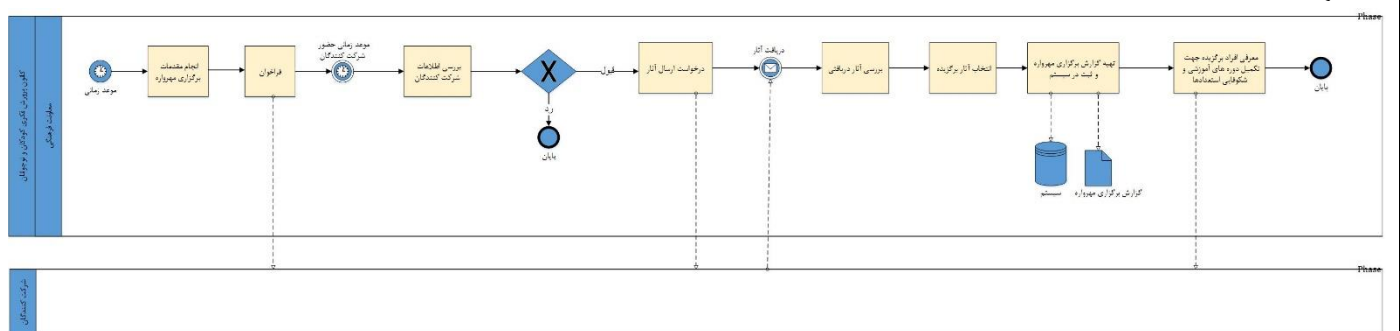 Phase
کانون پرورش فکری کودکان و نوجوانان
معاونت فرهنگی
موعد زمانی
انجام مقدمات
برگزاری مهرواره
فراخوان
موعد زمانی حضور
شرکت کنندگان
بررسی اطلاعات
شرکت کنندگان
X
قبول
رد
پایان
درخواست ارسال آثار
دریافت آثار
بررسی آثار دریافتی
انتخاب آثار برگزیده
تهیه گزارش برگزاری مهرواره
و ثبت در سیستم
سیستم
گزارش برگزاری مهرواره
معرفی افراد برگزیده جهت
تکمیل دوره های آموزشی و
شکوفایی استعدادها
پایان
Phase
شرکت کنندگان